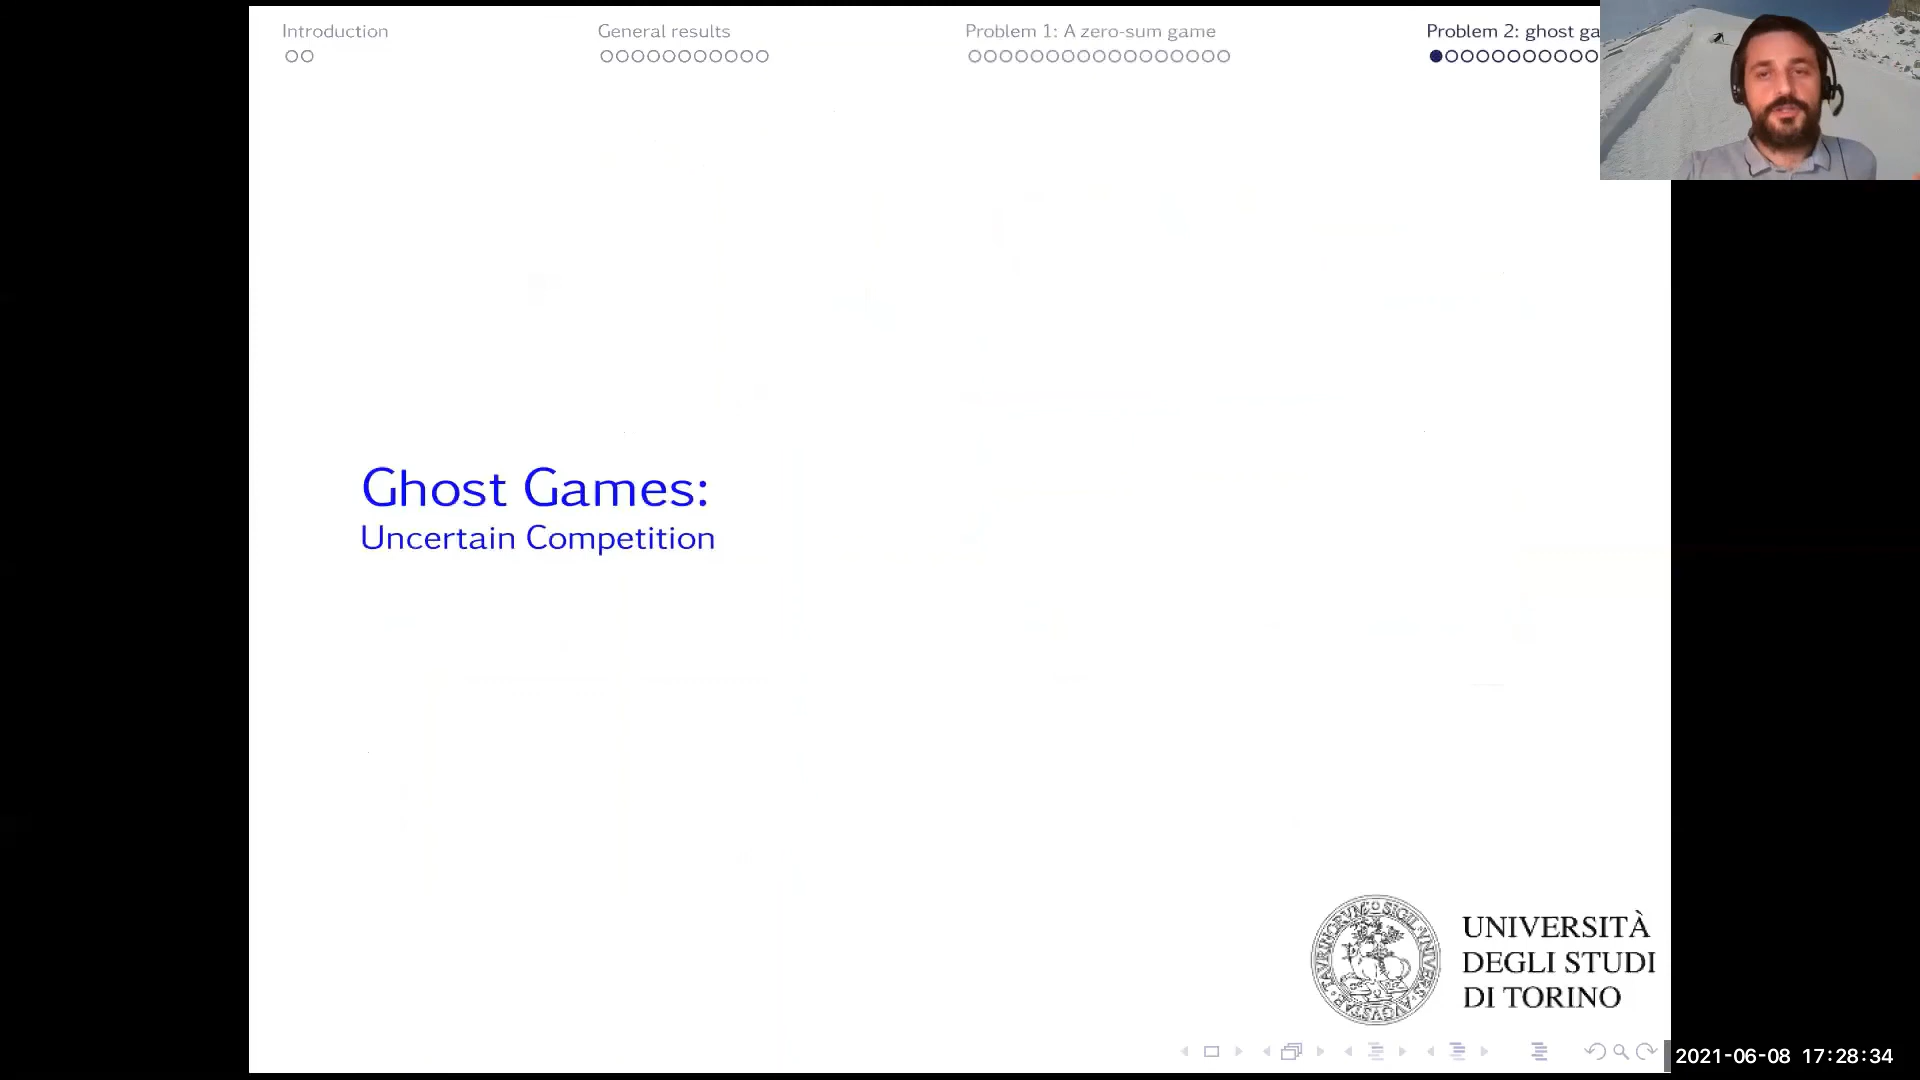 Introduction
General results
Problem 1: A zero-sum game
Problem 2: ghost ga
Ghost Games:
Uncertain Competition
UNIVERSITÀ
DEGLI STUDI
DI TORINO
2021-06-08 17:28:34